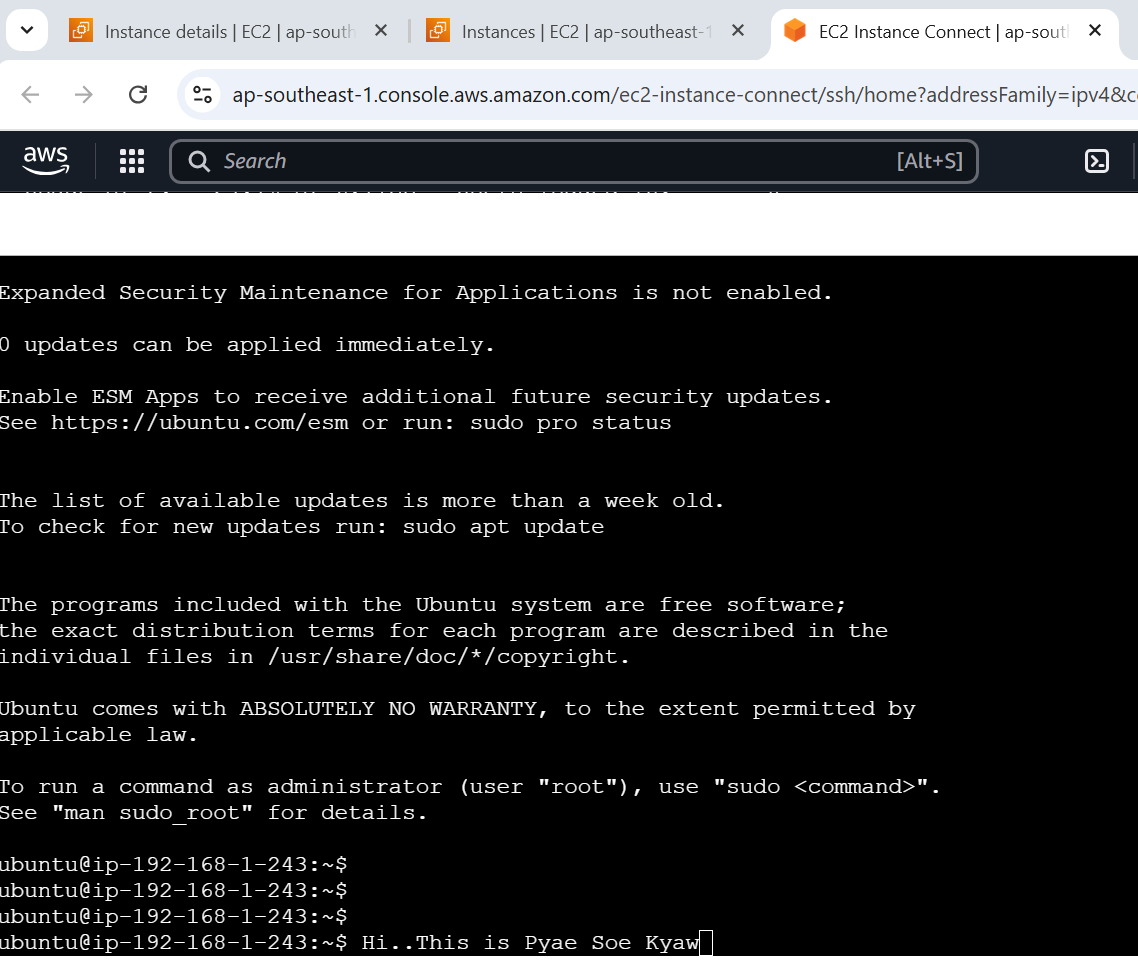 Instance details | EC2 | ap-south
Instances | EC2 | ap-southeast-1
EC2 Instance Connect | ap-sout
ap-southeast-1.console.aws.amazon.com/ec2-instance-connect/ssh/home?addressFamily=ipv4&c
aws
Search
[Alt+S]
Expanded Security Maintenance for Applications is not enabled.
0 updates can be applied immediately.
Enable ESM Apps to receive additional future security updates.
See https://ubuntu.com/esm or run: sudo pro status
The list of available updates is more than a week old.
To check for new updates run: sudo apt update
The programs included with the Ubuntu system are free software;
the exact distribution terms for each program are described in the
individual files in /usr/share/doc/*/copyright.
Ubuntu comes with ABSOLUTELY NO WARRANTY, to the extent permitted by
applicable law.
To run a command as administrator (user "root"), use "sudo <command>".
See "man sudo_root" for details.
ubuntu@ip-192-168-1-243:~$
ubuntu@ip-192-168-1-243:~$
ubuntu@ip-192-168-1-243:~$
ubuntu@ip-192-168-1-243:~$ Hi..This is Pyae Soe Kyaw